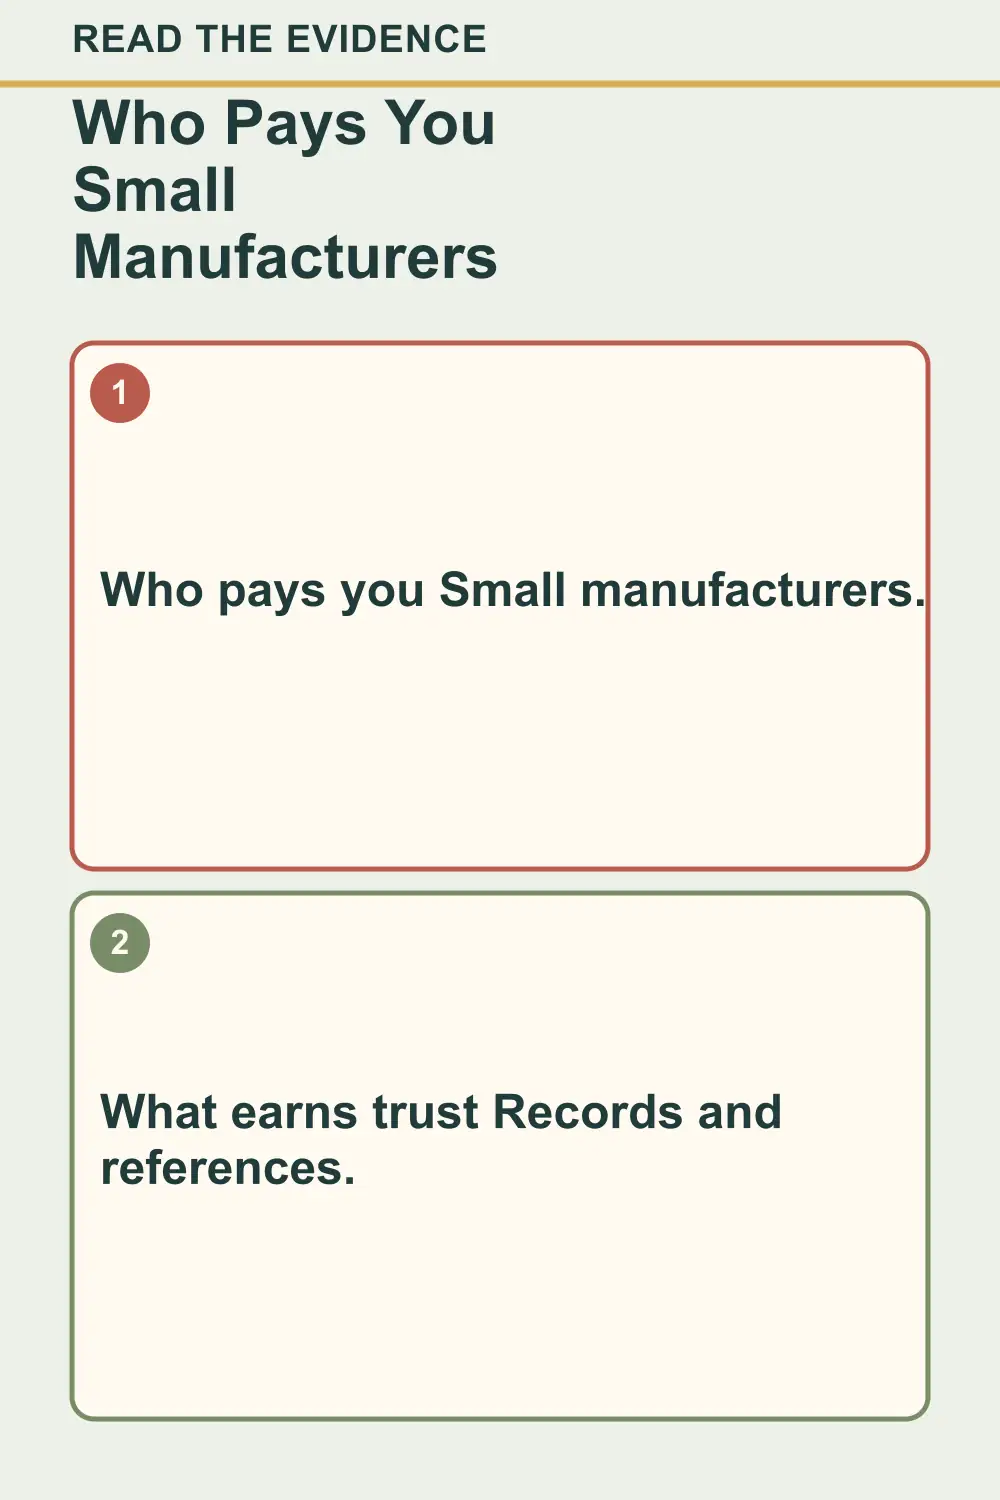 READ THE EVIDENCE
Who Pays You
Small
Manufacturers
1
Who pays you Small manufacturers.
2
What earns trust Records and
references.